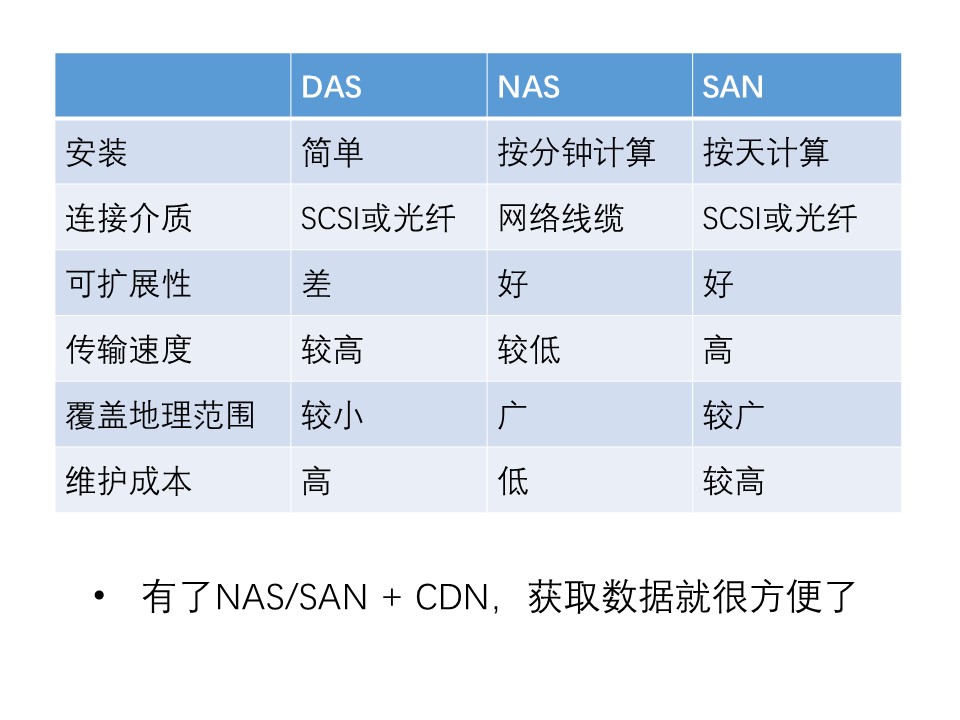 DAS NAS SAN
安装 简单 按分钟计算 按天计算
连接介质 SCSI或光纤 网络线缆 SCSI或光纤
可扩展性 差 好 好
传输速度 较高 较低 高
覆盖地理范围 较小 广 较广
维护成本 高 低 较高
• 有了NAS/SAN + CDN，获取数据就很方便了